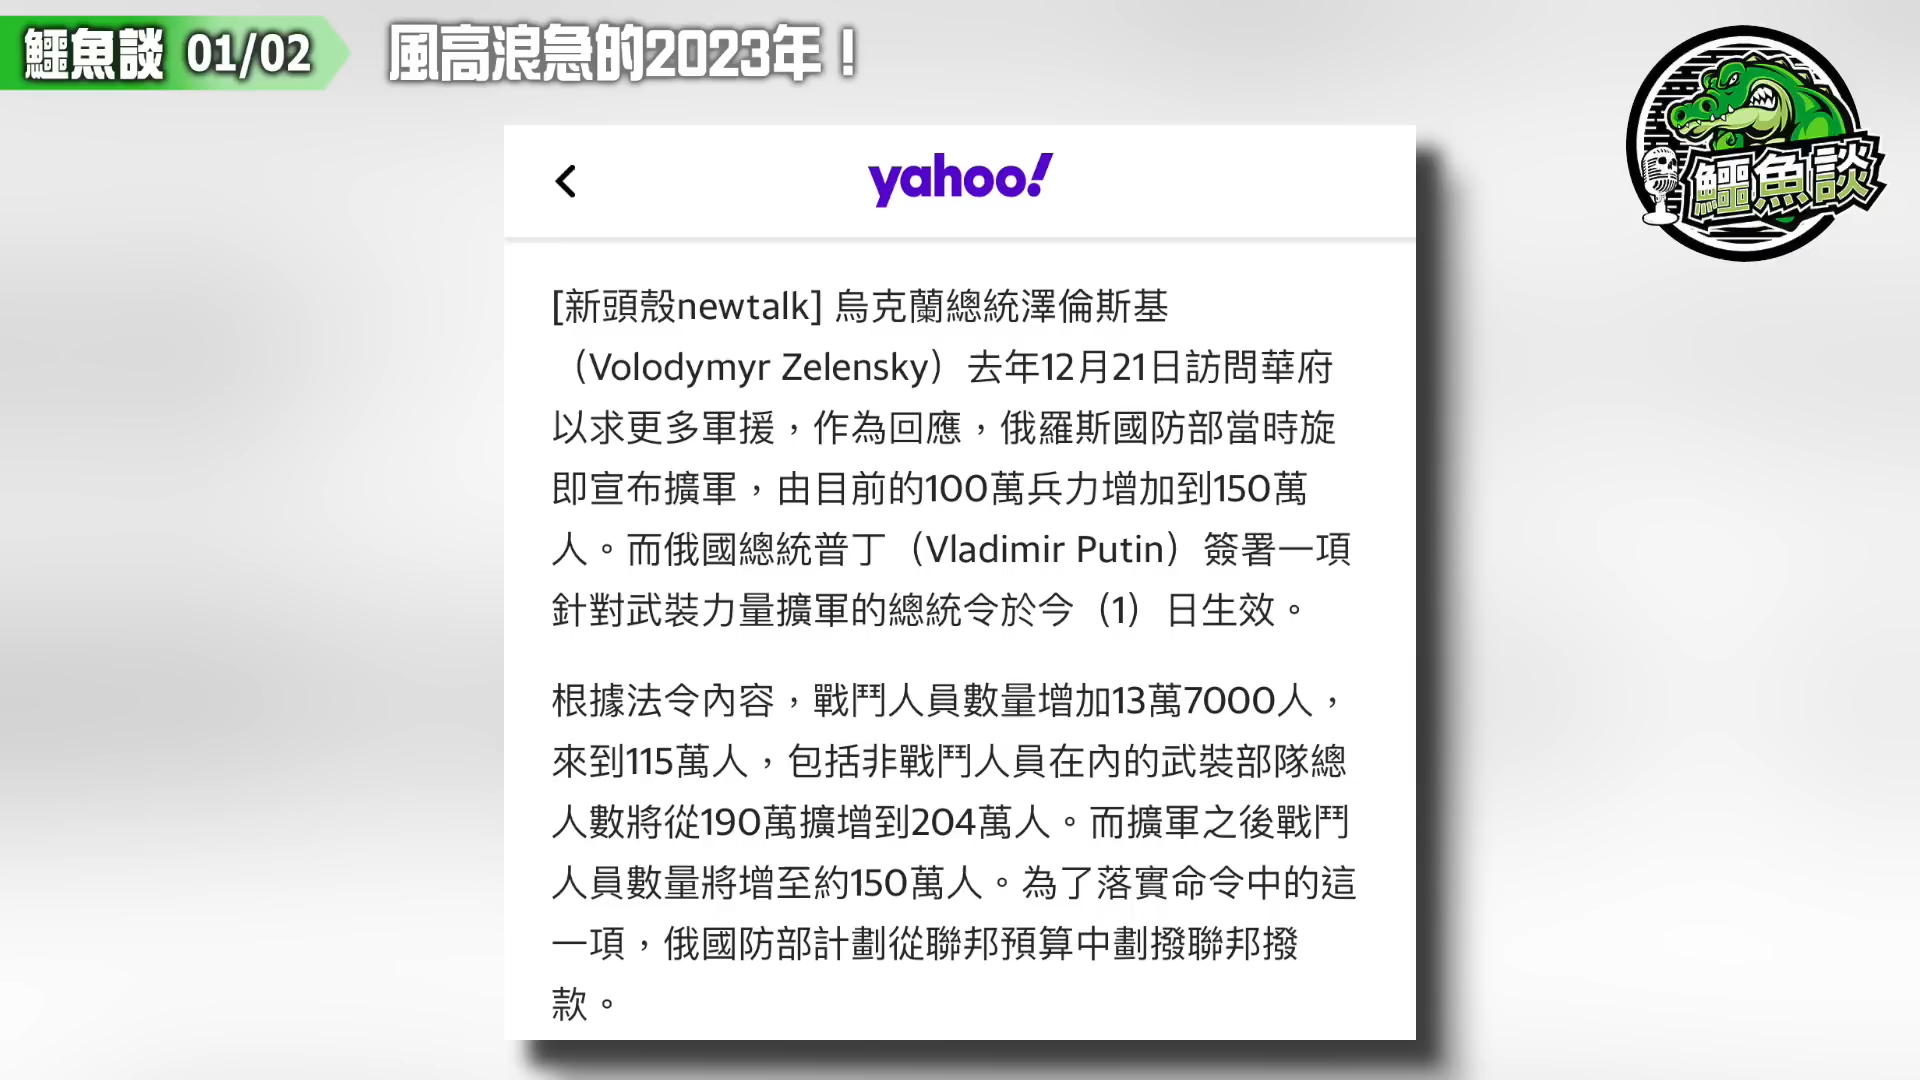 鱷魚談 01/02
風高浪急的2023年！
鱷魚談
yahoo!
[新頭殼newtalk] 烏克蘭總統澤倫斯基
（Volodymyr Zelensky）去年12月21日訪問華府
以求更多軍援，作為回應，俄羅斯國防部當時旋
即宣布擴軍，由目前的100萬兵力增加到150萬
人。而俄國總統普丁（Vladimir Putin）簽署一項
針對武裝力量擴軍的總統令於今（1）日生效。
根據法令內容，戰鬥人員數量增加13萬7000人，
來到115萬人，包括非戰鬥人員在內的武裝部隊總
人數將從190萬擴增到204萬人。而擴軍之後戰鬥
人員數量將增至約150萬人。為了落實命令中的這
一項，俄國防部計劃從聯邦預算中劃撥聯邦撥
款。